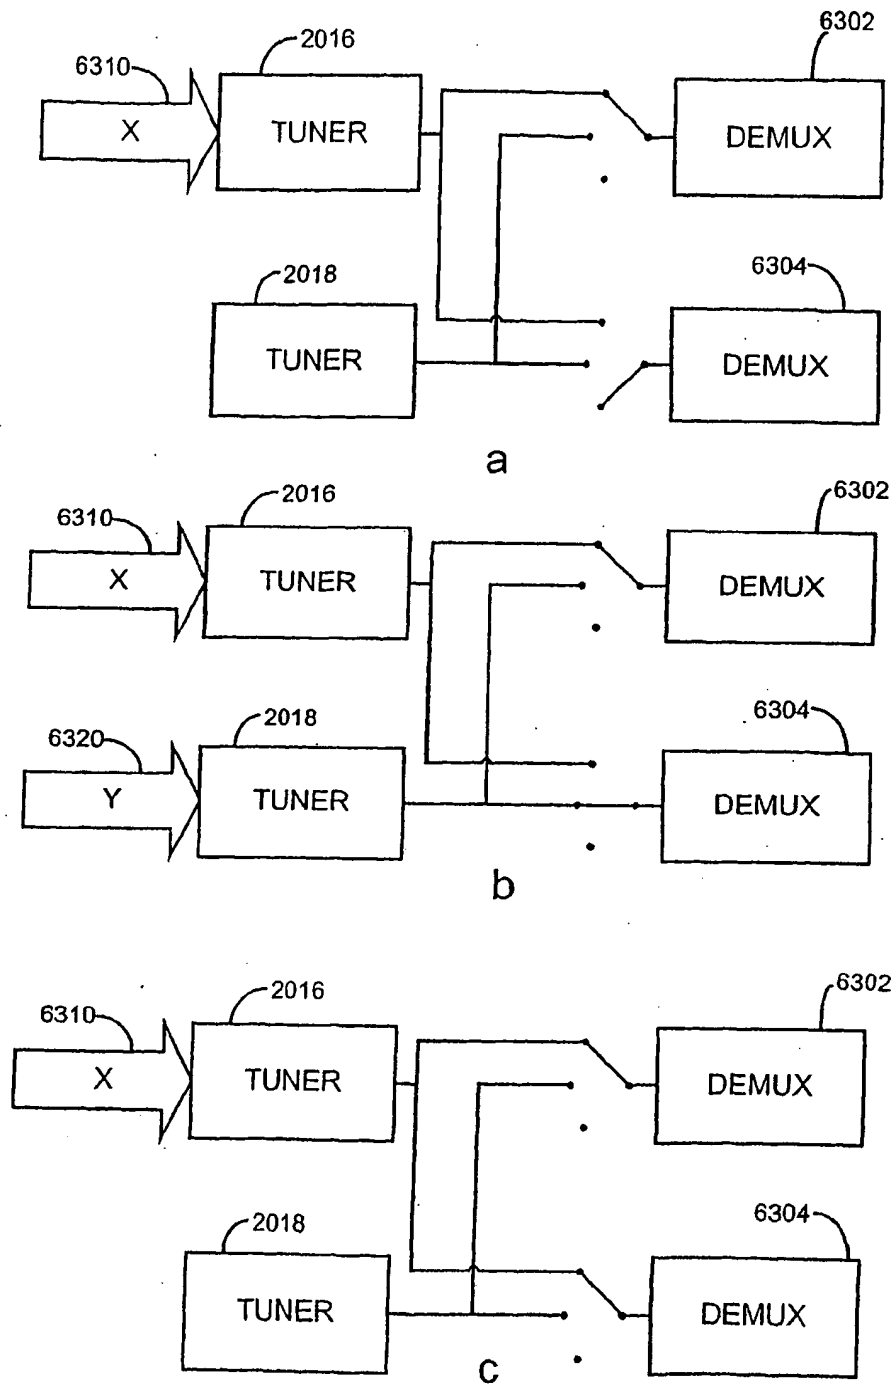 6310
2016
6302
X
TUNER
DEMUX
2018
6304
TUNER
DEMUX
a
6310
2016
6302
X
TUNER
DEMUX
6320
2018
6304
Y
TUNER
DEMUX
b
6310
2016
6302
X
TUNER
DEMUX
2018
6304
TUNER
DEMUX
c